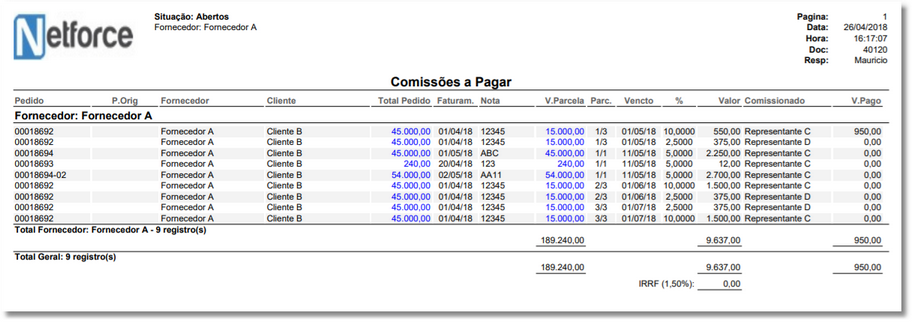 Netforce
Situação: Abertos
Fornecedor: Fornecedor A
Pagina: 1
Data: 26/04/2018
Hora: 16:17:07
Doc: 40120
Resp: Mauricio
Comissões a Pagar
Pedido P.Orig Fornecedor Cliente Total Pedido Faturam. Nota V.Parcela Parc. Vencto % Valor Comissionado V.Pago
Fornecedor: Fornecedor A
00018692 Fornecedor A Cliente B 45.000,00 01/04/18 12345 15.000,00 1/3 01/05/18 10,0000 550,00 Representante C 950,00
00018692 Fornecedor A Cliente B 45.000,00 01/04/18 12345 15.000,00 1/3 01/05/18 2,5000 375,00 Representante D 0,00
00018694 Fornecedor A Cliente B 45.000,00 01/05/18 ABC 45.000,00 1/1 11/05/18 5,0000 2.250,00 Representante C 0,00
00018693 Fornecedor A Cliente B 240,00 20/04/18 123 240,00 1/1 11/05/18 5,0000 12,00 Representante C 0,00
00018694-02 Fornecedor A Cliente B 54.000,00 02/05/18 AA11 54.000,00 1/1 11/05/18 5,0000 2.700,00 Representante C 0,00
00018692 Fornecedor A Cliente B 45.000,00 01/04/18 12345 15.000,00 2/3 01/06/18 10,0000 1.500,00 Representante C 0,00
00018692 Fornecedor A Cliente B 45.000,00 01/04/18 12345 15.000,00 2/3 01/06/18 2,5000 375,00 Representante D 0,00
00018692 Fornecedor A Cliente B 45.000,00 01/04/18 12345 15.000,00 3/3 01/07/18 2,5000 375,00 Representante D 0,00
00018692 Fornecedor A Cliente B 45.000,00 01/04/18 12345 15.000,00 3/3 01/07/18 10,0000 1.500,00 Representante C 0,00
Total Fornecedor: Fornecedor A - 9 registro(s)
189.240,00 9.637,00 950,00
Total Geral: 9 registro(s)
189.240,00 9.637,00 950,00
IRRF (1,50%): 0,00